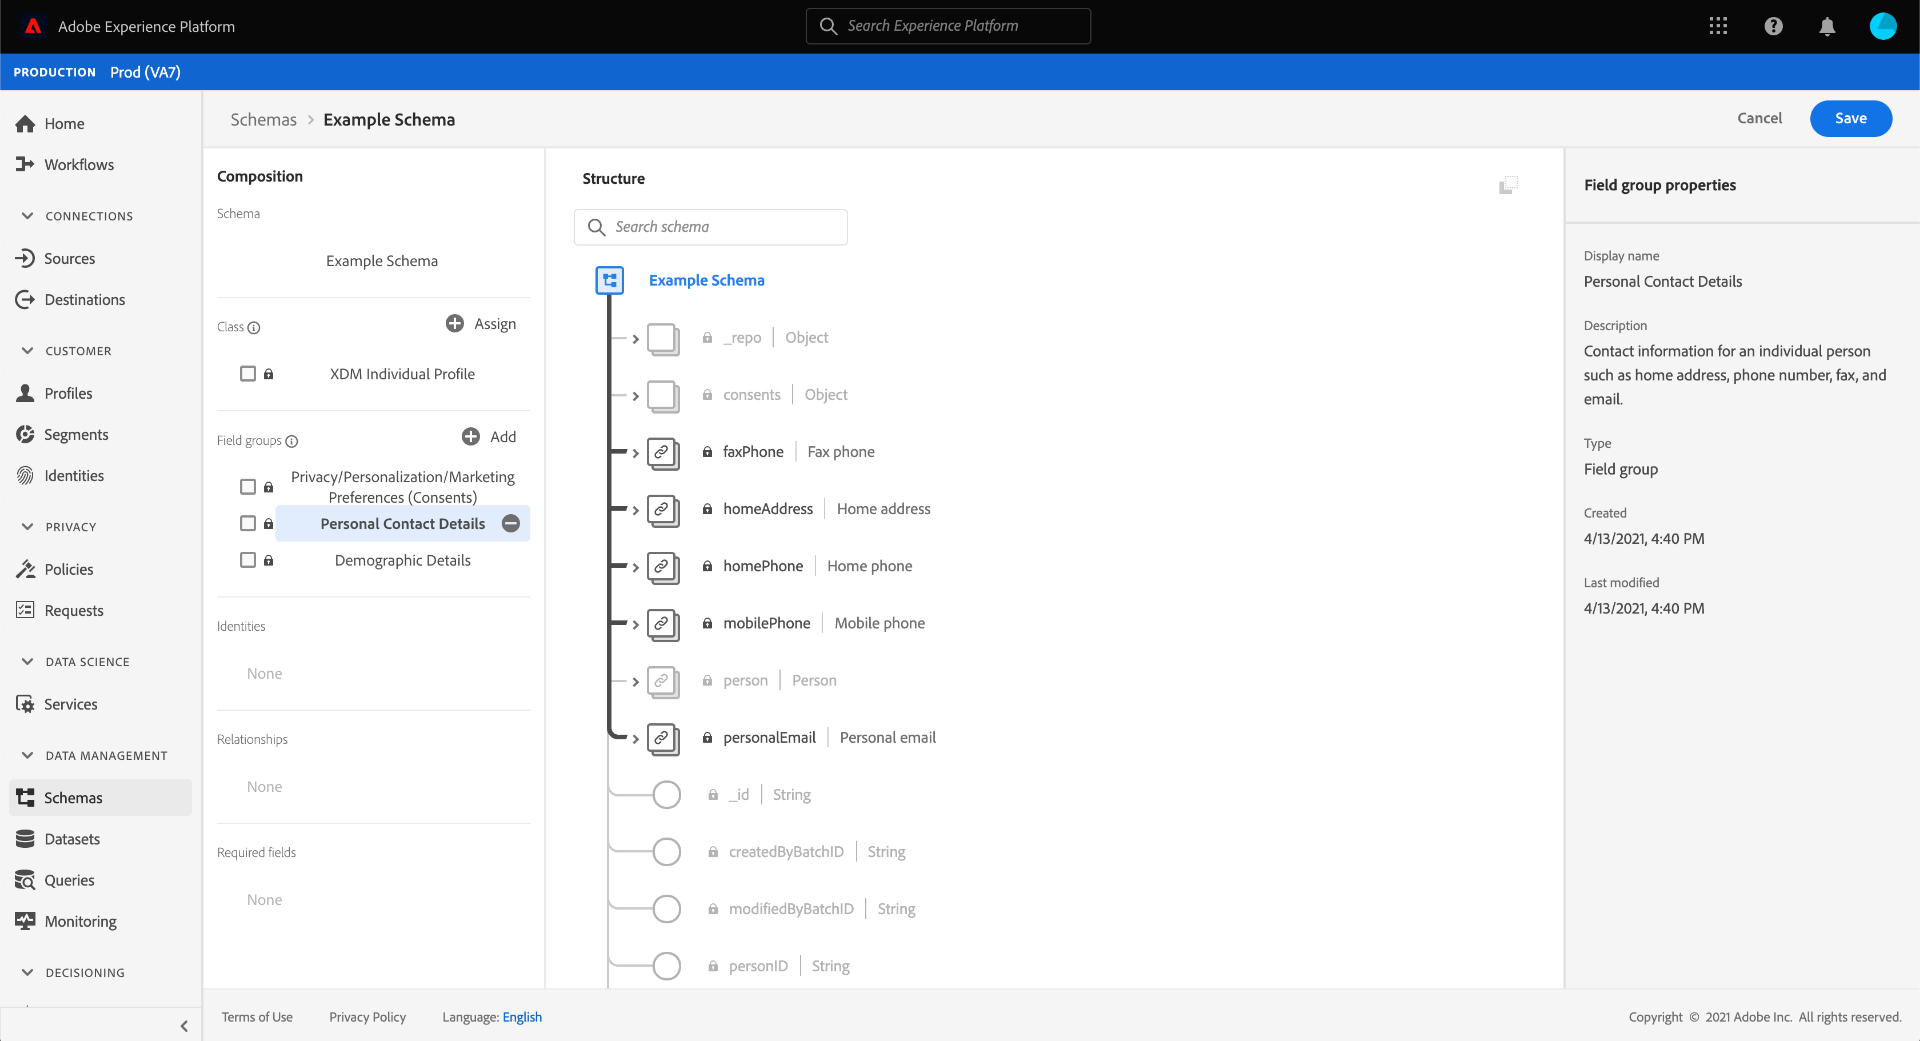 Adobe Experience Platform
Search Experience Platform
PRODUCTION Prod (VA7)
Home
Workflows
CONNECTIONS
Sources
Destinations
CUSTOMER
Profiles
Segments
Identities
PRIVACY
Policies
Requests
DATA SCIENCE
Services
DATA MANAGEMENT
Schemas
Datasets
Queries
Monitoring
DECISIONING
Schemas > Example Schema
Cancel
Save
Composition
Schema
Example Schema
Class
Assign
XDM Individual Profile
Field groups
Add
Privacy/Personalization/Marketing
Preferences (Consents)
Personal Contact Details
Demographic Details
Identities
None
Relationships
None
Required fields
None
Structure
Search schema
Example Schema
_repo | Object
consents | Object
faxPhone | Fax phone
homeAddress | Home address
homePhone | Home phone
mobilePhone | Mobile phone
person | Person
personalEmail | Personal email
_id | String
createdByBatchID | String
modifiedByBatchID | String
personID | String
Field group properties
Display name
Personal Contact Details
Description
Contact information for an individual person
such as home address, phone number, fax, and
email.
Type
Field group
Created
4/13/2021, 4:40 PM
Last modified
4/13/2021, 4:40 PM
Terms of Use
Privacy Policy
Language: English
Copyright © 2021 Adobe Inc. All rights reserved.